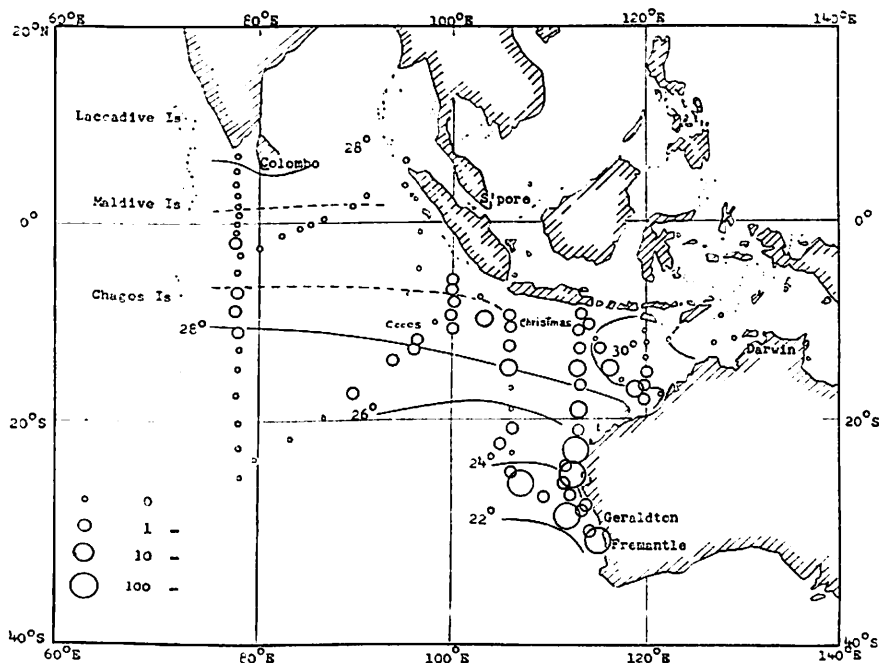 60°E 80°E 100°E 120°E 140°E
20°N
Laccadive Is
28°
Colombo
Maldive Is
S'pore
0° 0°
Chagos Is
28° Cocos Christmas
30° Darwin
26°
20°S 20°S
24
22°
Geraldton
Fremantle
0
1 –
10 –
100 –
40°S 40°S
60°E 80°E 100°E 120°E 140°E